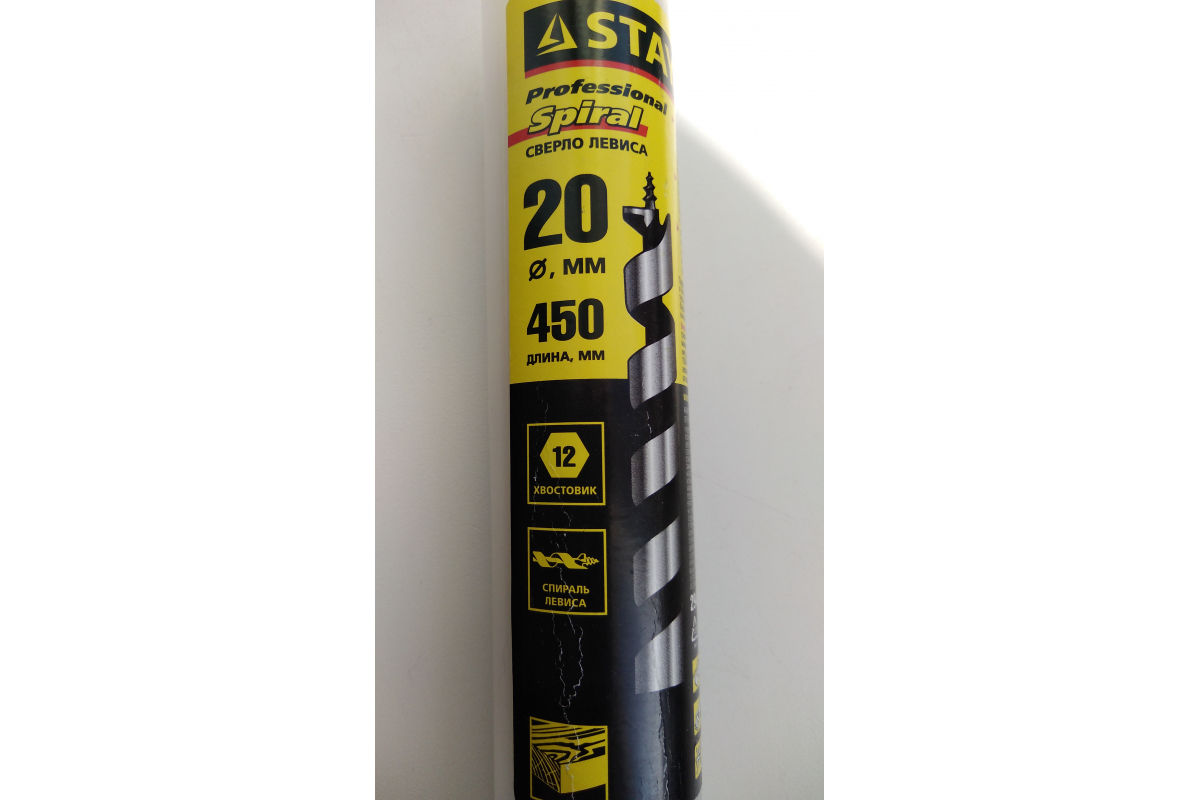 STA
Professional
Spiral
СВЕРЛО ЛЕВИСА
20
Ø, ММ
450
ДЛИНА, ММ
12
ХВОСТОВИК
СПИРАЛЬ
ЛЕВИСА